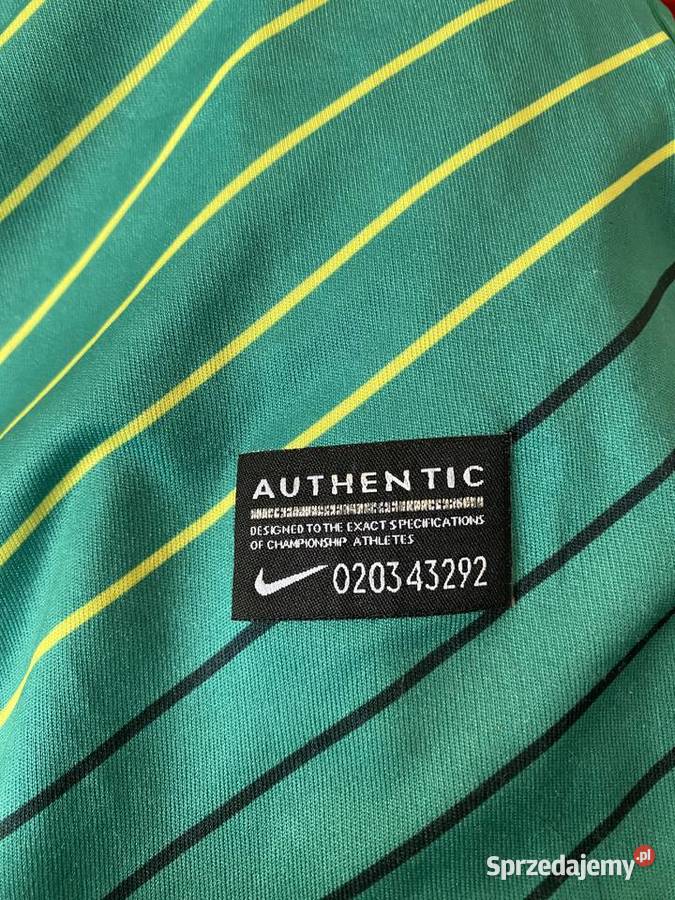 AUTHENTIC
DESIGNED TO THE EXACT SPECIFICATIONS
OF CHAMPIONSHIP ATHLETES
020343292
Sprzedajemy.pl